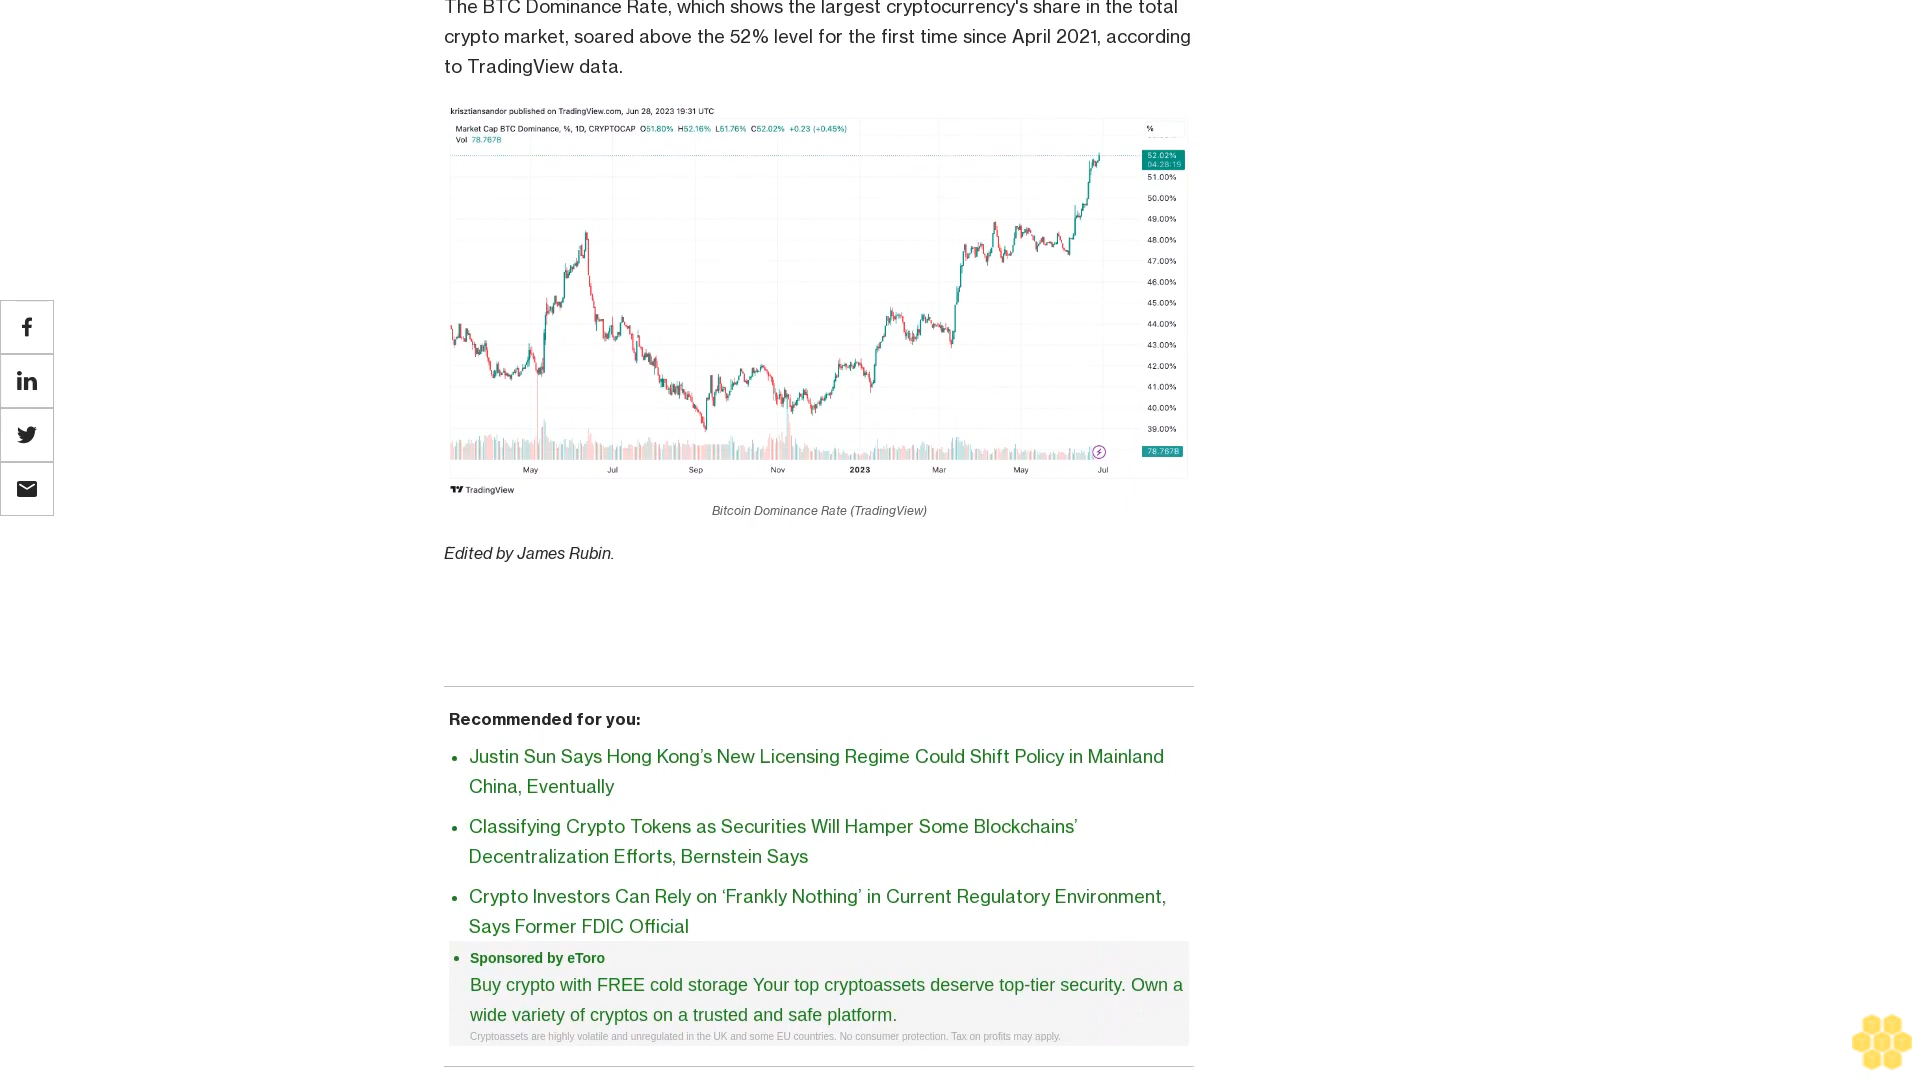 The BTC Dominance Rate, which shows the largest cryptocurrency's share in the total
crypto market, soared above the 52% level for the first time since April 2021, according
to TradingView data.
krisztiansandor published on TradingView.com, Jun 28, 2023 19:31 UTC
Market Cap BTC Dominance, %, 1D, CRYPTOCAP O51.80% H52.16% L51.76% C52.02% +0.23 (+0.45%)
Vol 78.767B
%
52.02%
04:28:19
51.00%
50.00%
49.00%
48.00%
47.00%
46.00%
45.00%
44.00%
43.00%
42.00%
41.00%
40.00%
39.00%
78.767B
May Jul Sep Nov 2023 Mar May Jul
TradingView
Bitcoin Dominance Rate (TradingView)
Edited by James Rubin.
Recommended for you:
• Justin Sun Says Hong Kong’s New Licensing Regime Could Shift Policy in Mainland
China, Eventually
• Classifying Crypto Tokens as Securities Will Hamper Some Blockchains’
Decentralization Efforts, Bernstein Says
• Crypto Investors Can Rely on ‘Frankly Nothing’ in Current Regulatory Environment,
Says Former FDIC Official
• Sponsored by eToro
Buy crypto with FREE cold storage Your top cryptoassets deserve top-tier security. Own a
wide variety of cryptos on a trusted and safe platform.
Cryptoassets are highly volatile and unregulated in the UK and some EU countries. No consumer protection. Tax on profits may apply.